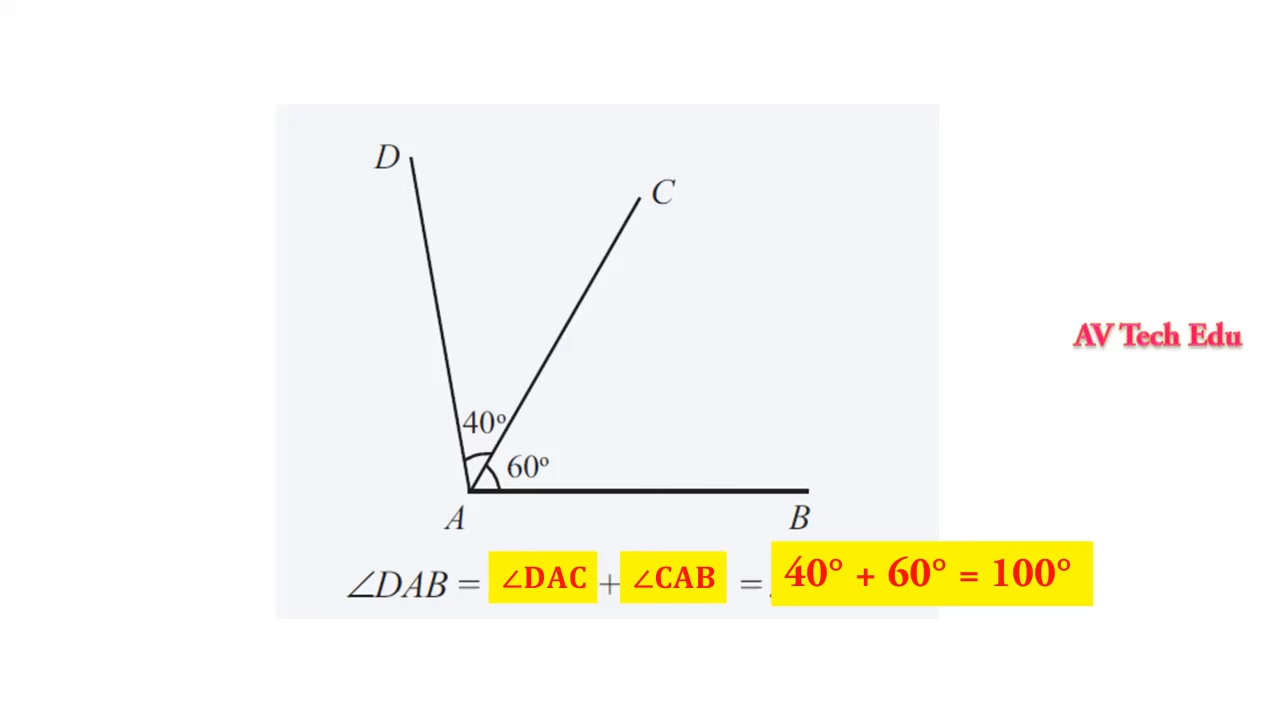 D
C
AV Tech Edu
40°
60°
A
B
∠DAB = ∠DAC + ∠CAB = 40° + 60° = 100°